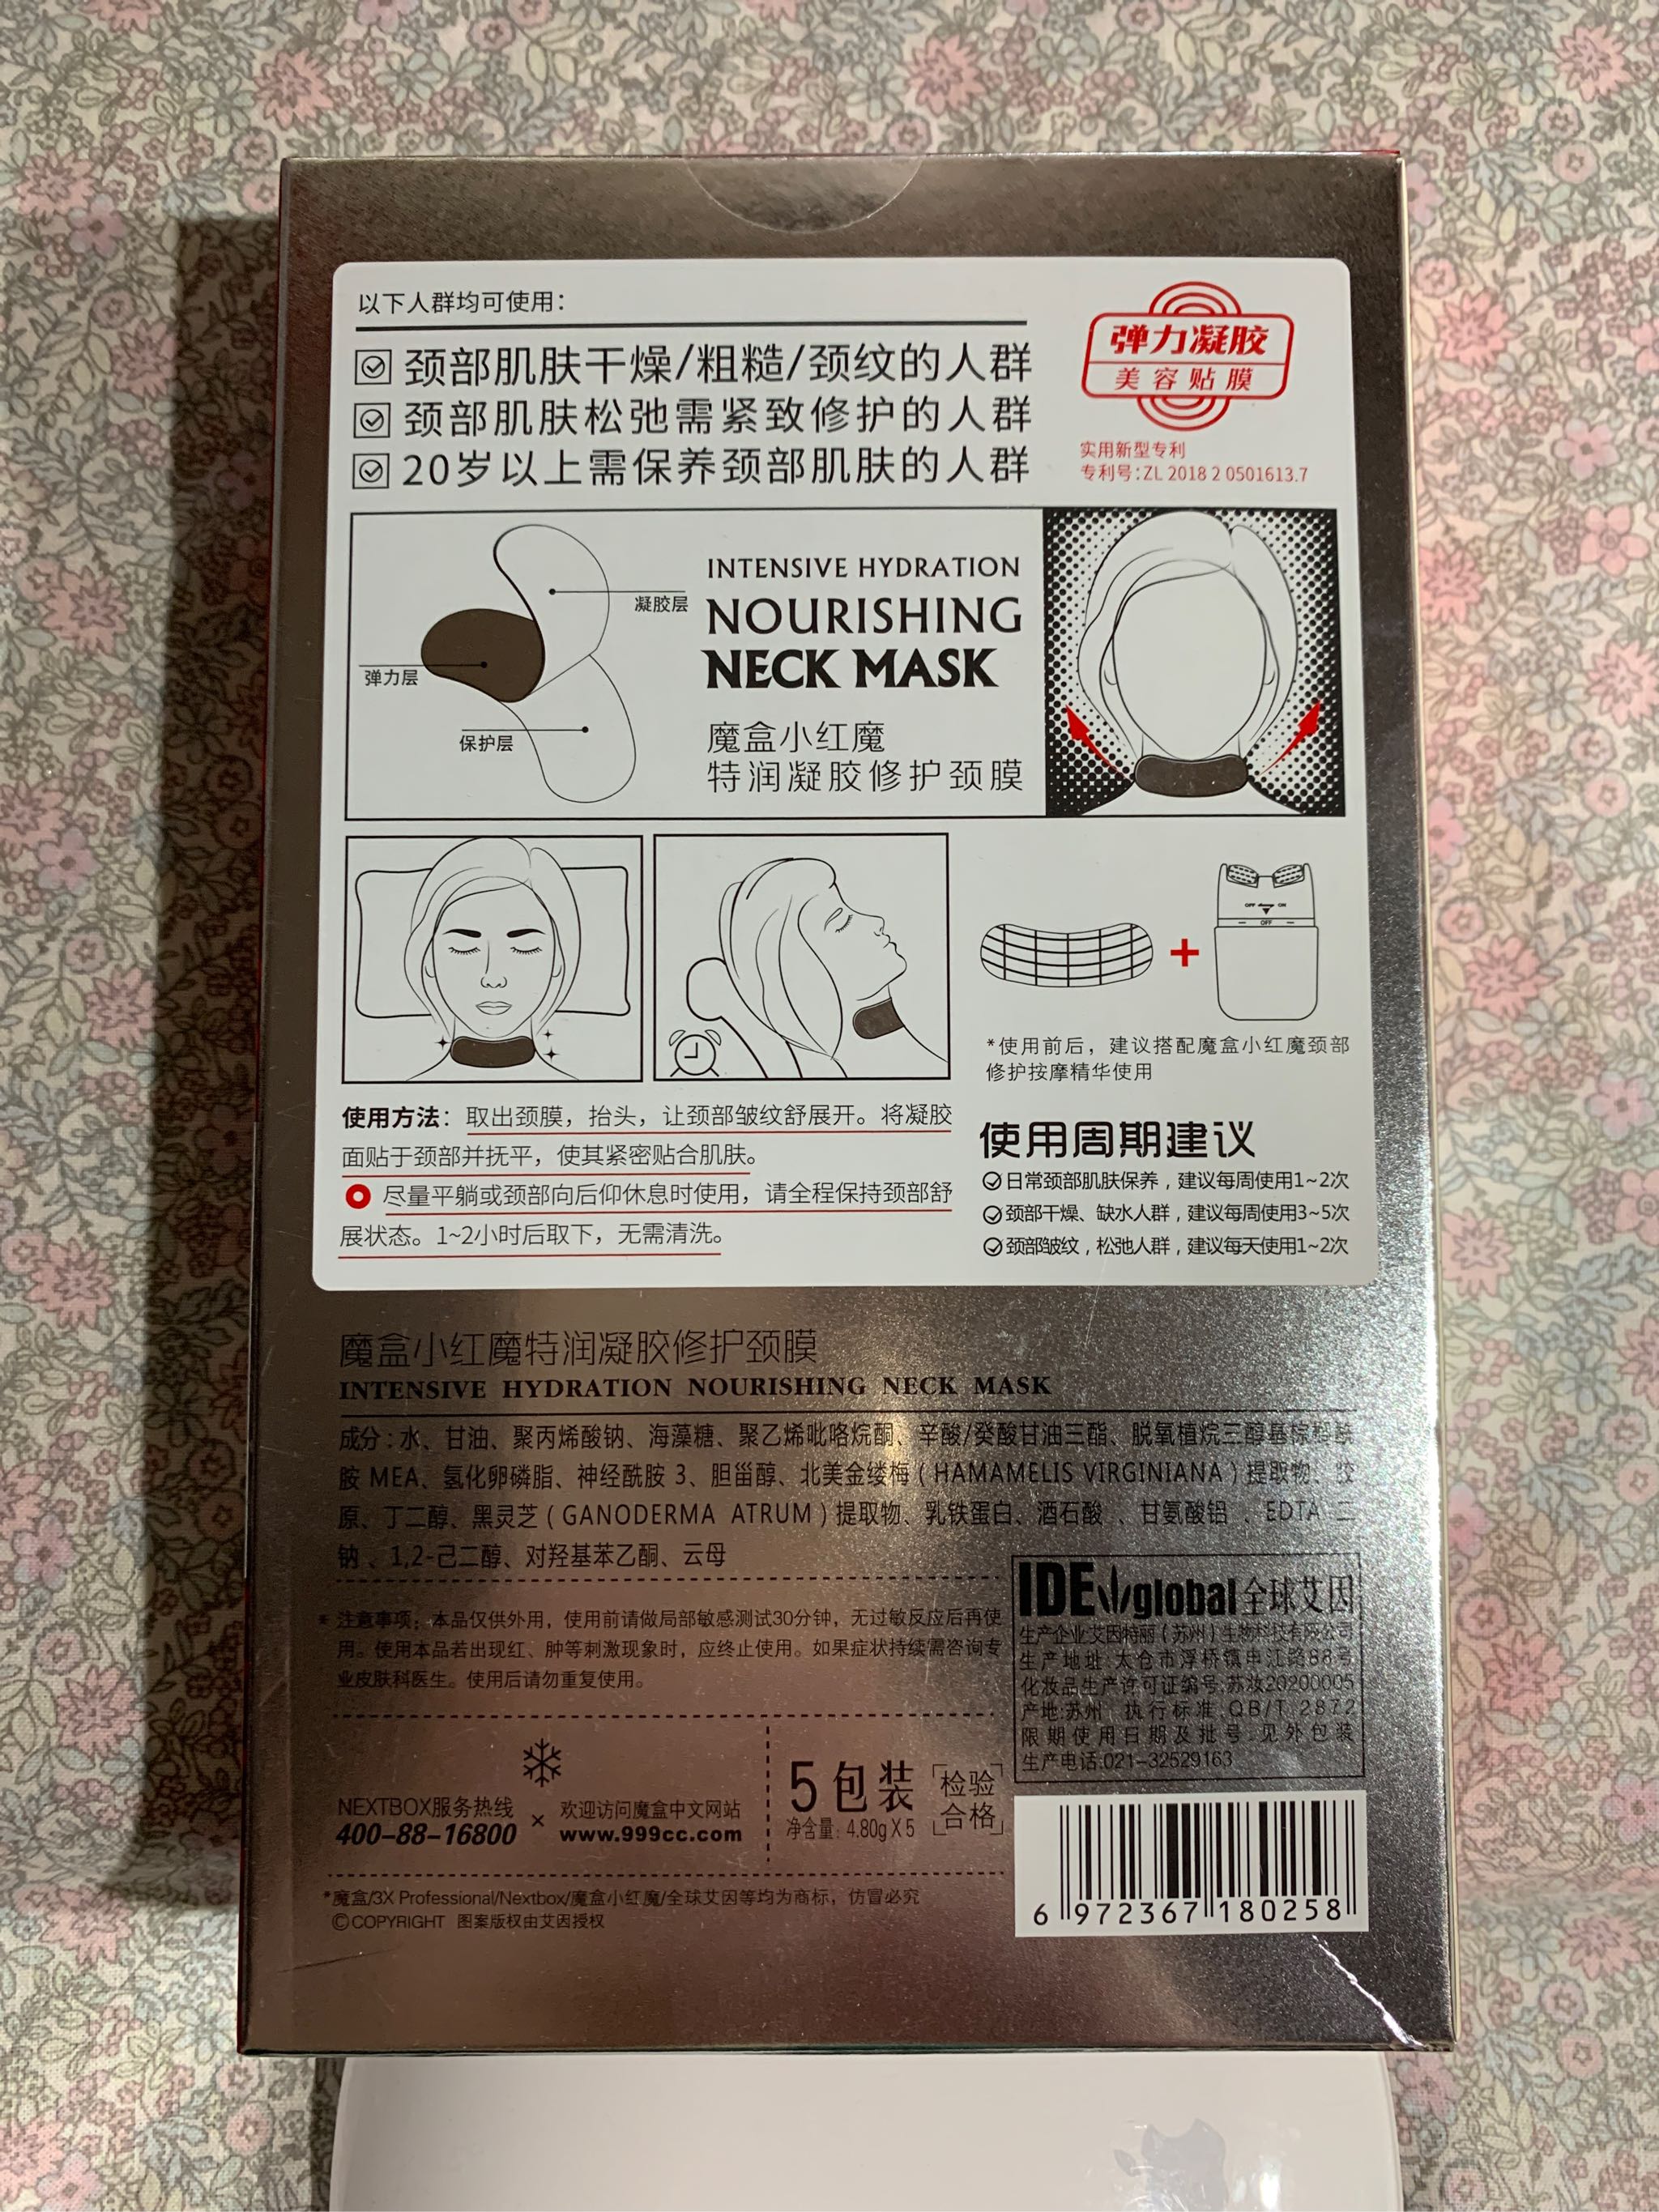 以下人群均可使用：
颈部肌肤干燥/粗糙/颈纹的人群
颈部肌肤松弛需紧致修护的人群
20岁以上需保养颈部肌肤的人群
弹力凝胶
美容贴膜
实用新型专利
专利号：ZL 2018 2 0501613.7
凝胶层
弹力层
保护层
INTENSIVE HYDRATION
NOURISHING
NECK MASK
魔盒小红魔
特润凝胶修护颈膜
OFF ON
OFF
*使用前后，建议搭配魔盒小红魔颈部
修护按摩精华使用
使用方法：取出颈膜，抬头，让颈部皱纹舒展开。将凝胶
面贴于颈部并抚平，使其紧密贴合肌肤。
尽量平躺或颈部向后仰休息时使用，请全程保持颈部舒
展状态。1~2小时后取下，无需清洗。
使用周期建议
日常颈部肌肤保养，建议每周使用1~2次
颈部干燥、缺水人群，建议每周使用3~5次
颈部皱纹，松弛人群，建议每天使用1~2次
魔盒小红魔特润凝胶修护颈膜
INTENSIVE HYDRATION NOURISHING NECK MASK
成分：水、甘油、聚丙烯酸钠、海藻糖、聚乙烯吡咯烷酮、辛酸/癸酸甘油三酯、脱氧植烷三醇基棕榈酰
胺 MEA、氢化卵磷脂、神经酰胺 3、胆甾醇、北美金缕梅（HAMAMELIS VIRGINIANA）提取物、胶
原、丁二醇、黑灵芝（GANODERMA ATRUM）提取物、乳铁蛋白、酒石酸、甘氨酸铝、EDTA 二
钠、1,2-己二醇、对羟基苯乙酮、云母
* 注意事项：本品仅供外用，使用前请做局部敏感测试30分钟，无过敏反应后再使
用。使用本品若出现红、肿等刺激现象时，应终止使用。如果症状持续需咨询专
业皮肤科医生。使用后请勿重复使用。
IDE global 全球艾因
生产企业:艾因特丽（苏州）生物科技有限公司
生产地址:太仓市浮桥镇申江路88号
化妆品生产许可证编号:苏妆20200005
产地:苏州 执行标准:QB/T 2872
限期使用日期及批号:见外包装
生产电话:021-32529163
NEXTBOX服务热线
400-88-16800
×
欢迎访问魔盒中文网站
www.999cc.com
5包装
净含量: 4.80g X 5
检验
合格
*魔盒/3X Professional/Nextbox/魔盒小红魔/全球艾因等均为商标，仿冒必究
©COPYRIGHT 图案版权由艾因授权
6 972367 180258